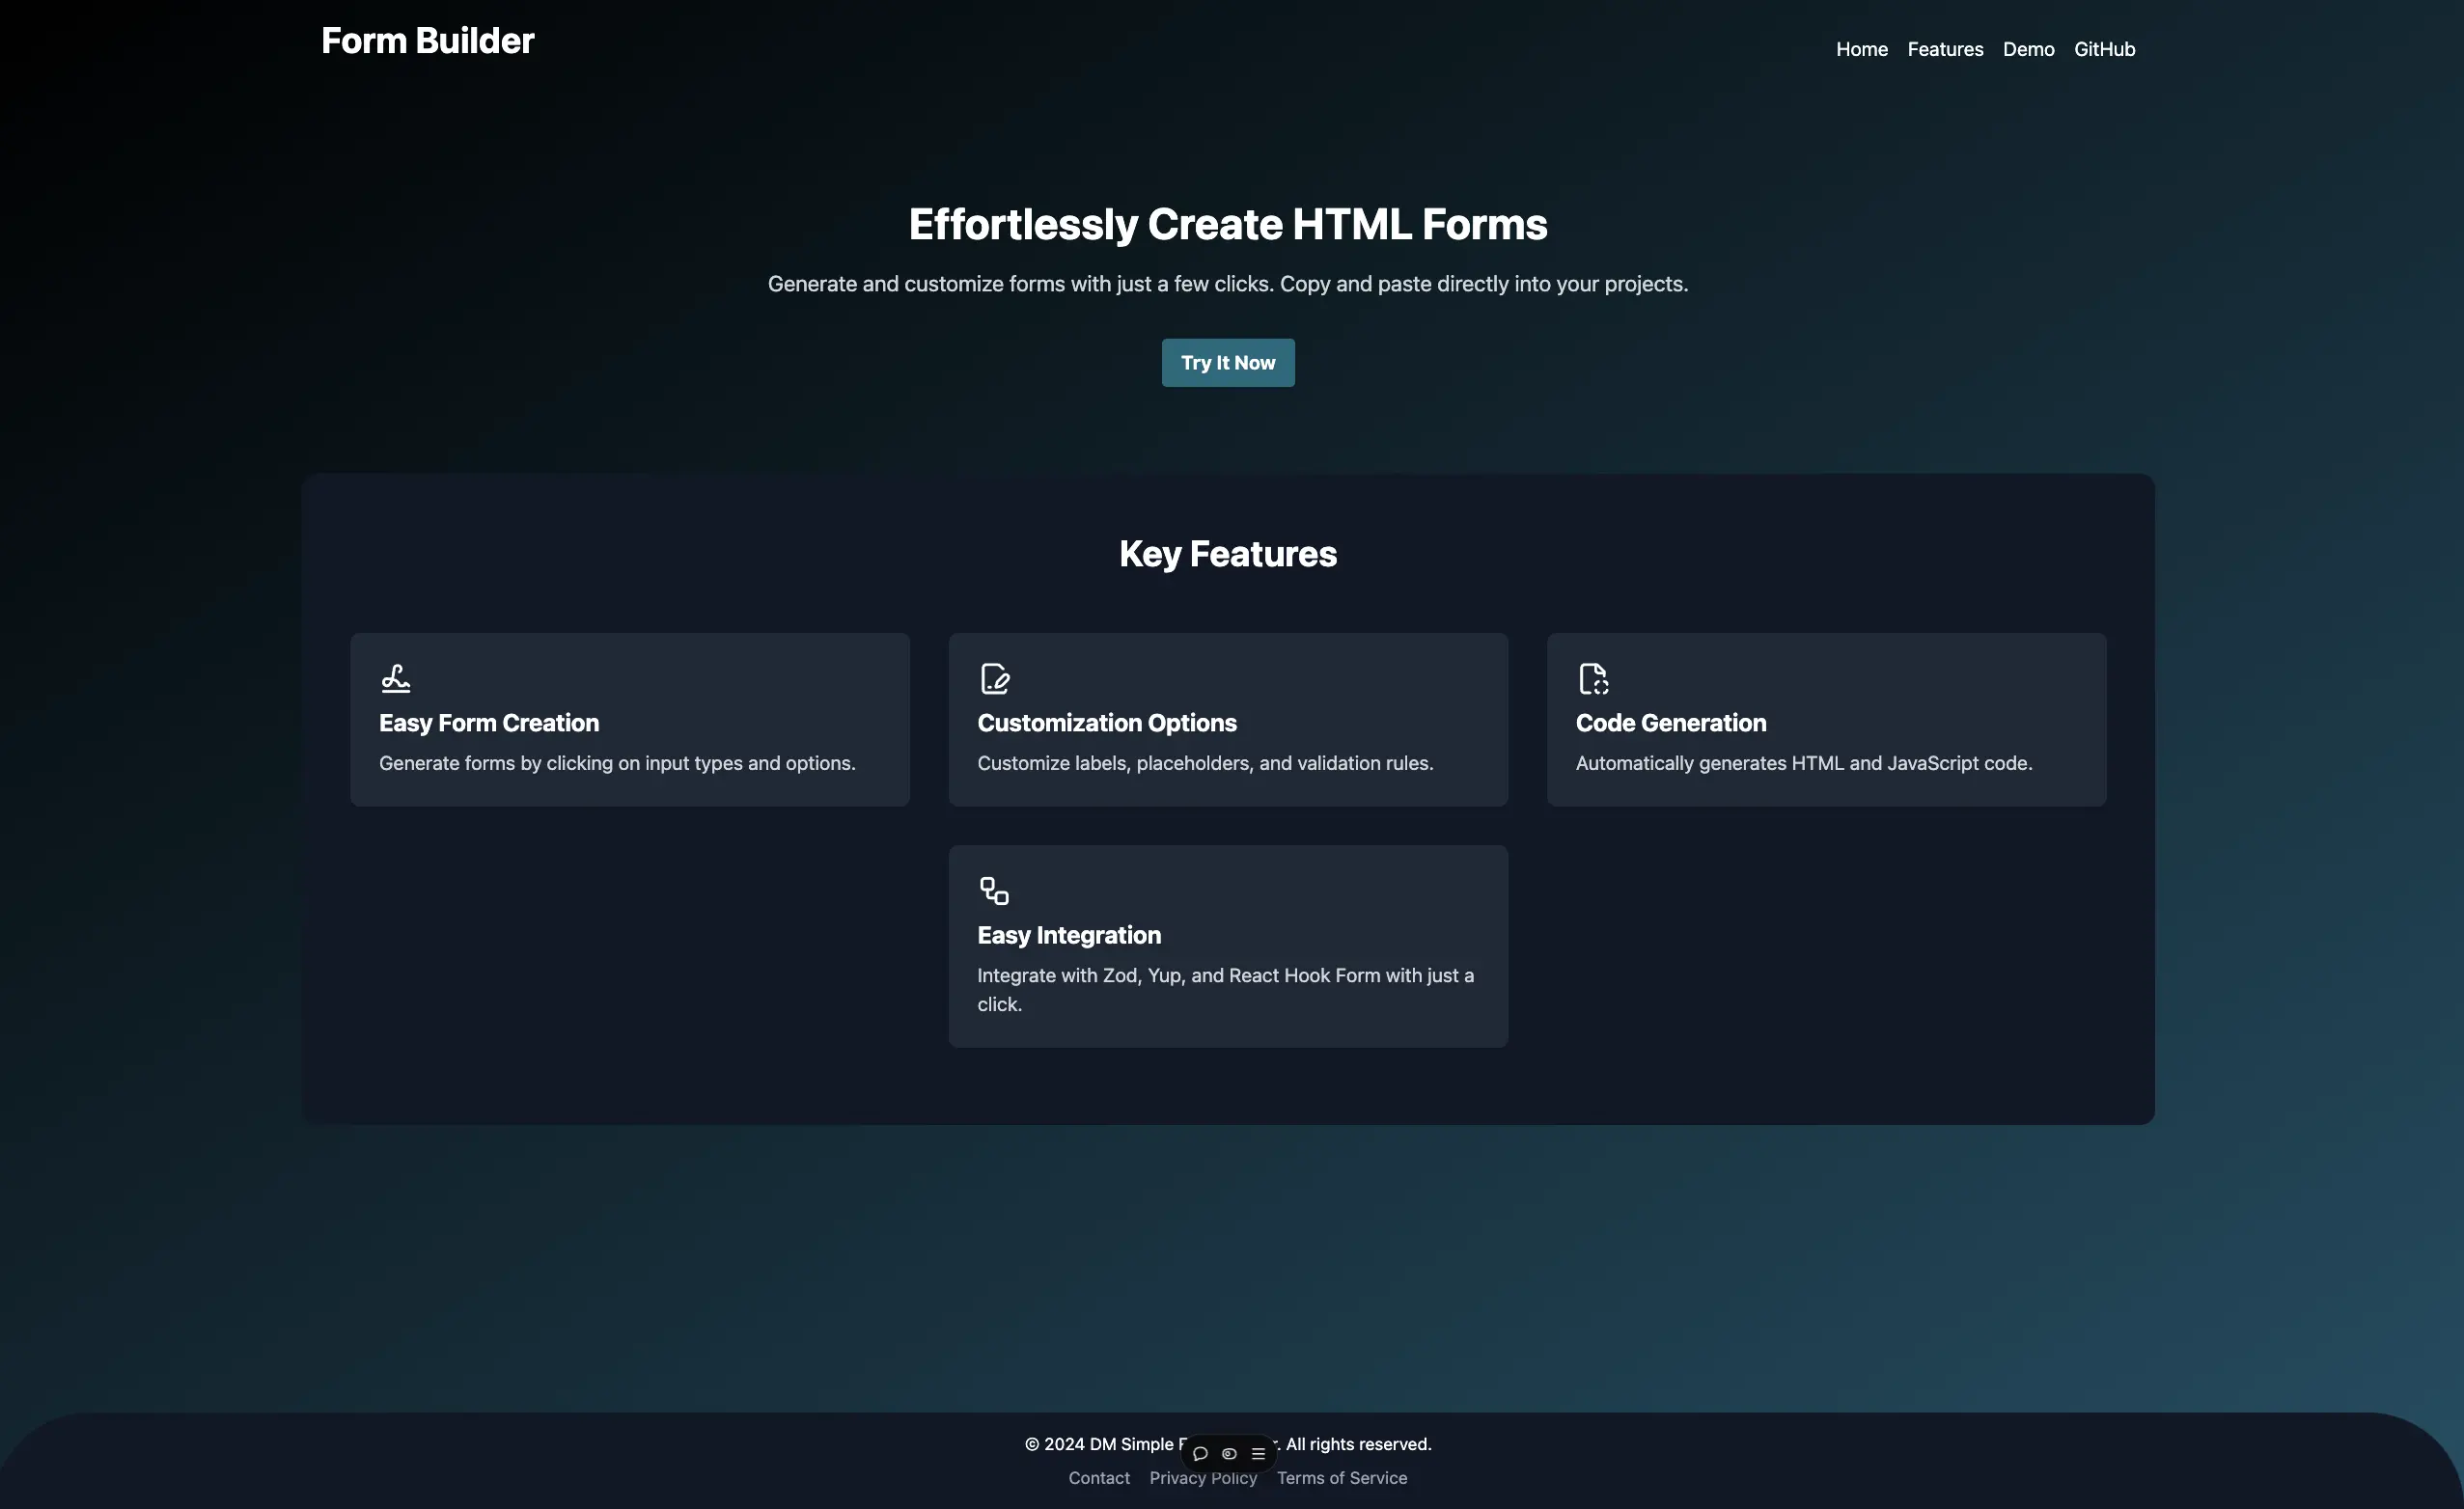 Form Builder
Home Features Demo GitHub
Effortlessly Create HTML Forms
Generate and customize forms with just a few clicks. Copy and paste directly into your projects.
Try It Now
Key Features
Easy Form Creation
Generate forms by clicking on input types and options.
Customization Options
Customize labels, placeholders, and validation rules.
Code Generation
Automatically generates HTML and JavaScript code.
Easy Integration
Integrate with Zod, Yup, and React Hook Form with just a
click.
© 2024 DM Simple All rights reserved.
Contact Privacy Policy Terms of Service